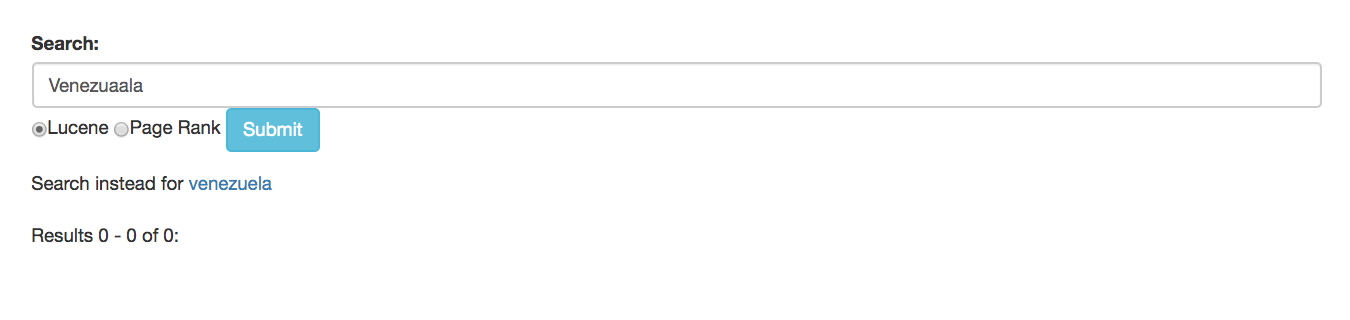 Search:
Venezuaala
Lucene Page Rank Submit
Search instead for venezuela
Results 0 - 0 of 0: